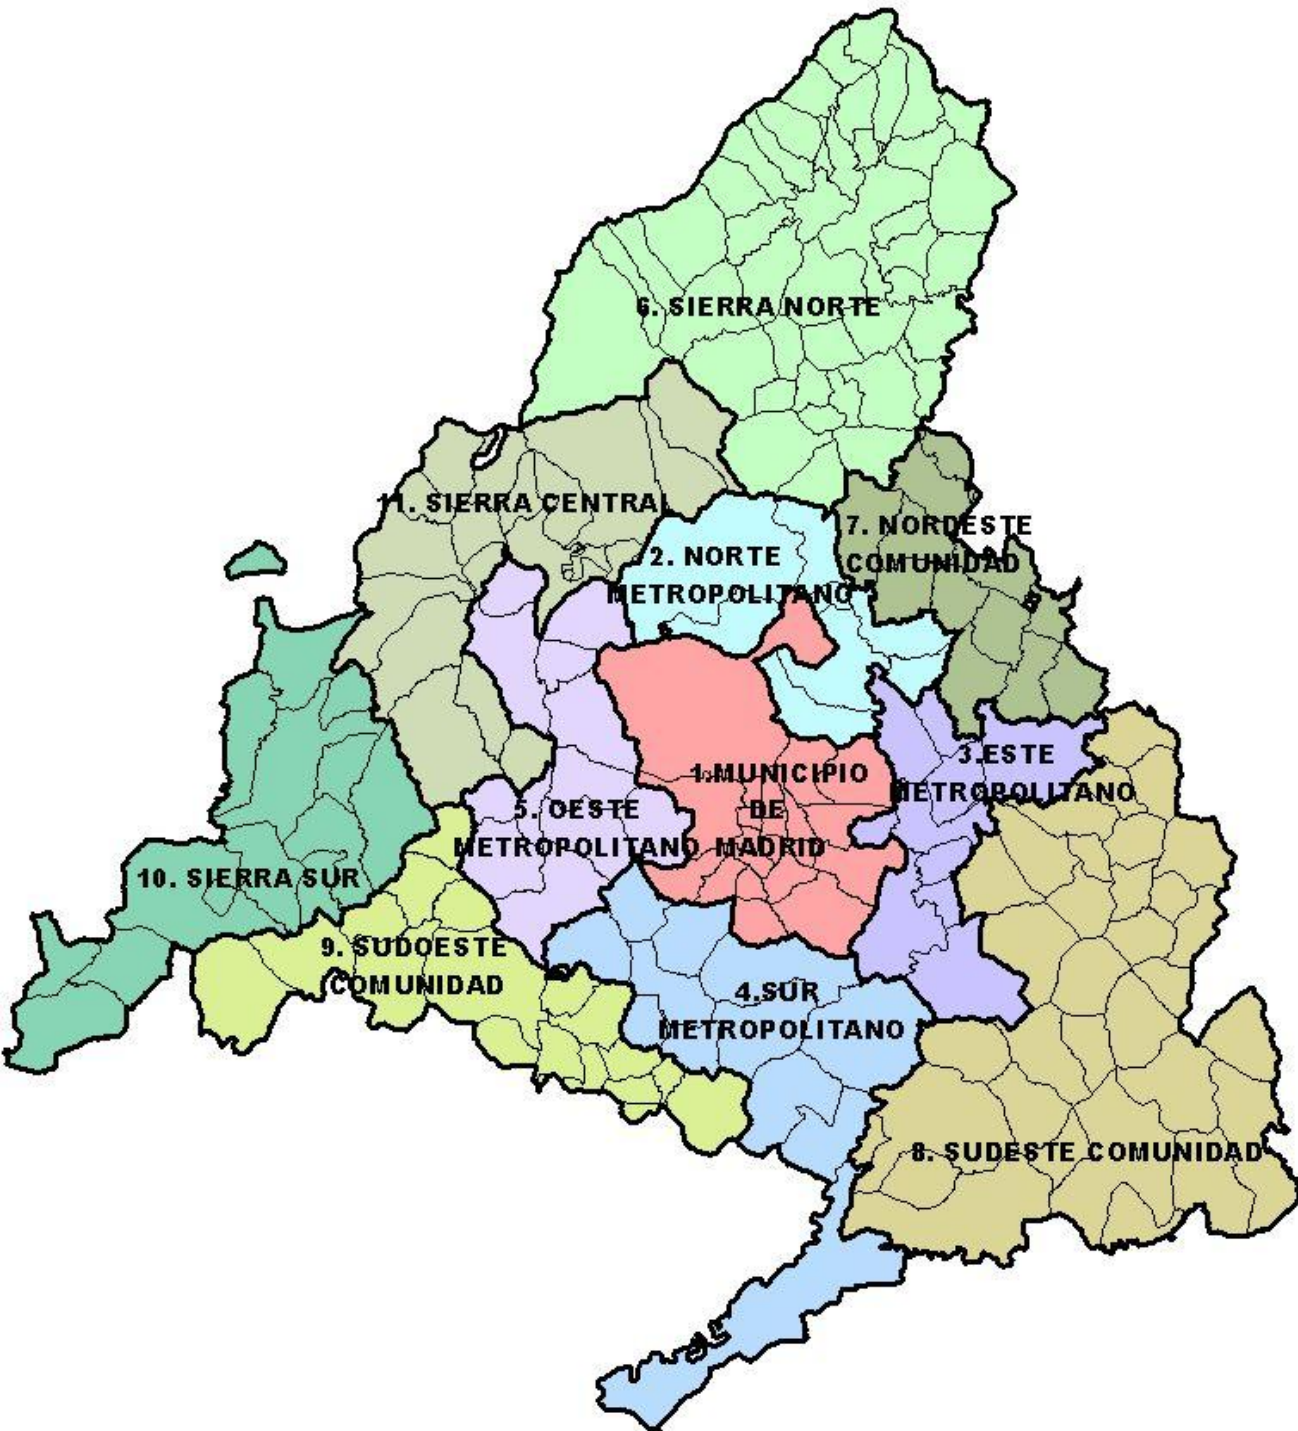 6. SIERRA NORTE
11. SIERRA CENTRAL
7. NORDESTE
COMUNIDAD
2. NORTE
METROPOLITANO
3.ESTE
METROPOLITANO
1.MUNICIPIO
DE
MADRID
5. OESTE
METROPOLITANO
10. SIERRA SUR
9. SUDOESTE
COMUNIDAD
4.SUR
METROPOLITANO
8. SUDESTE COMUNIDAD